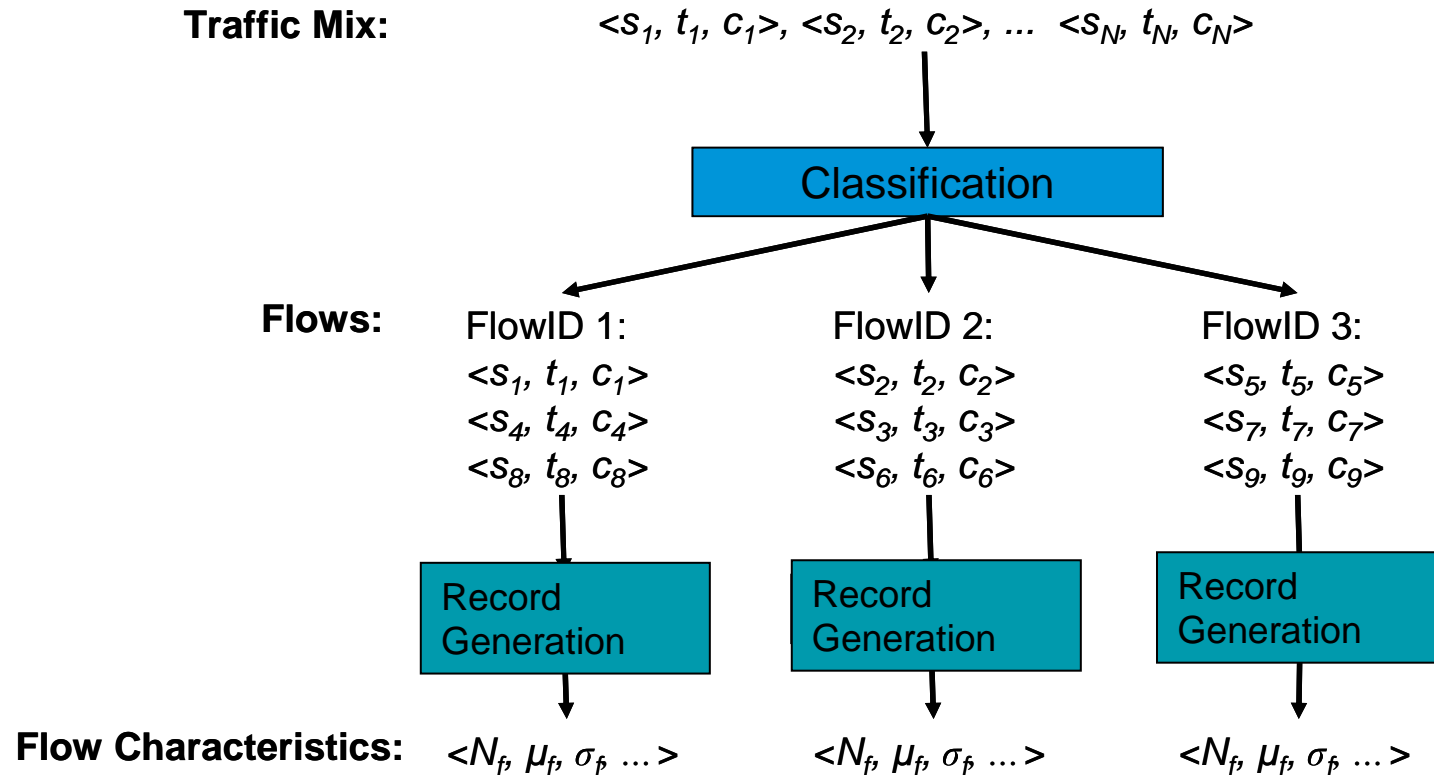 Traffic Mix: <s1, t1, c1>, <s2, t2, c2>, ... <sN, tN, cN>
Classification
Flows: FlowID 1: FlowID 2: FlowID 3:
<s1, t1, c1> <s2, t2, c2> <s5, t5, c5>
<s4, t4, c4> <s3, t3, c3> <s7, t7, c7>
<s8, t8, c8> <s6, t6, c6> <s9, t9, c9>
Record Record Record
Generation Generation Generation
Flow Characteristics: <Nf, μf, σf, ... > <Nf, μf, σf, ... > <Nf, μf, σf, ... >